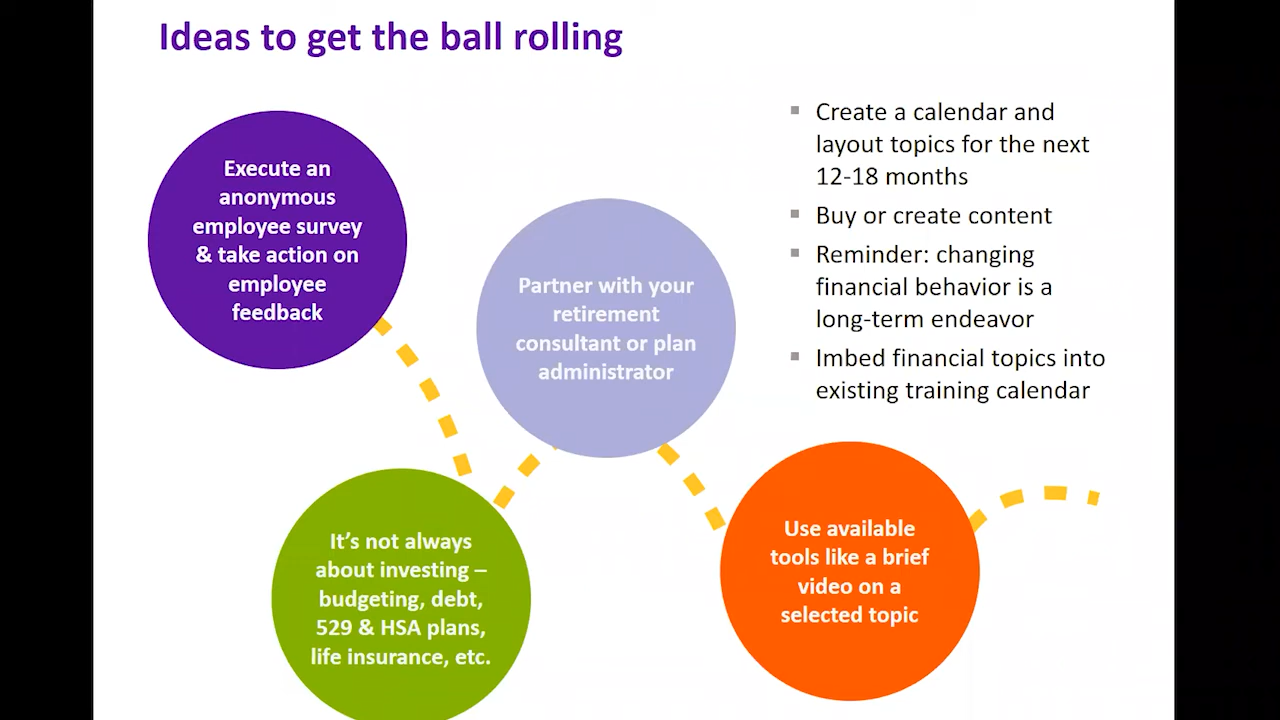 Ideas to get the ball rolling
Execute an
anonymous
employee survey
& take action on
employee
feedback
It’s not always
about investing –
budgeting, debt,
529 & HSA plans,
life insurance, etc.
Partner with your
retirement
consultant or plan
administrator
Use available
tools like a brief
video on a
selected topic
Create a calendar and
layout topics for the next
12-18 months
Buy or create content
Reminder: changing
financial behavior is a
long-term endeavor
Imbed financial topics into
existing training calendar